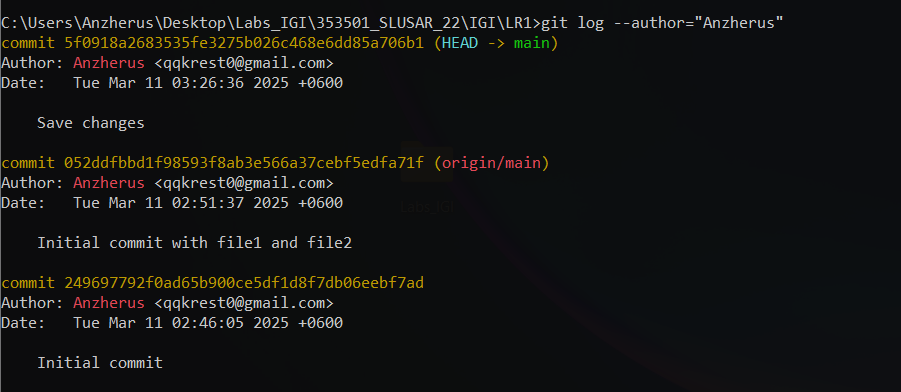 C:\Users\Anzherus\Desktop\Labs_IGI\353501_SLUSAR_22\IGI\LR1>git log --author="Anzherus"
commit 5f0918a2683535fe3275b026c468e6dd85a706b1 (HEAD -> main)
Author: Anzherus <qqkrest0@gmail.com>
Date:   Tue Mar 11 03:26:36 2025 +0600
Save changes
commit 052ddfbbd1f98593f8ab3e566a37cebf5edfa71f (origin/main)
Author: Anzherus <qqkrest0@gmail.com>
Date:   Tue Mar 11 02:51:37 2025 +0600
Initial commit with file1 and file2
commit 249697792f0ad65b900ce5df1d8f7db06eebf7ad
Author: Anzherus <qqkrest0@gmail.com>
Date:   Tue Mar 11 02:46:05 2025 +0600
Initial commit